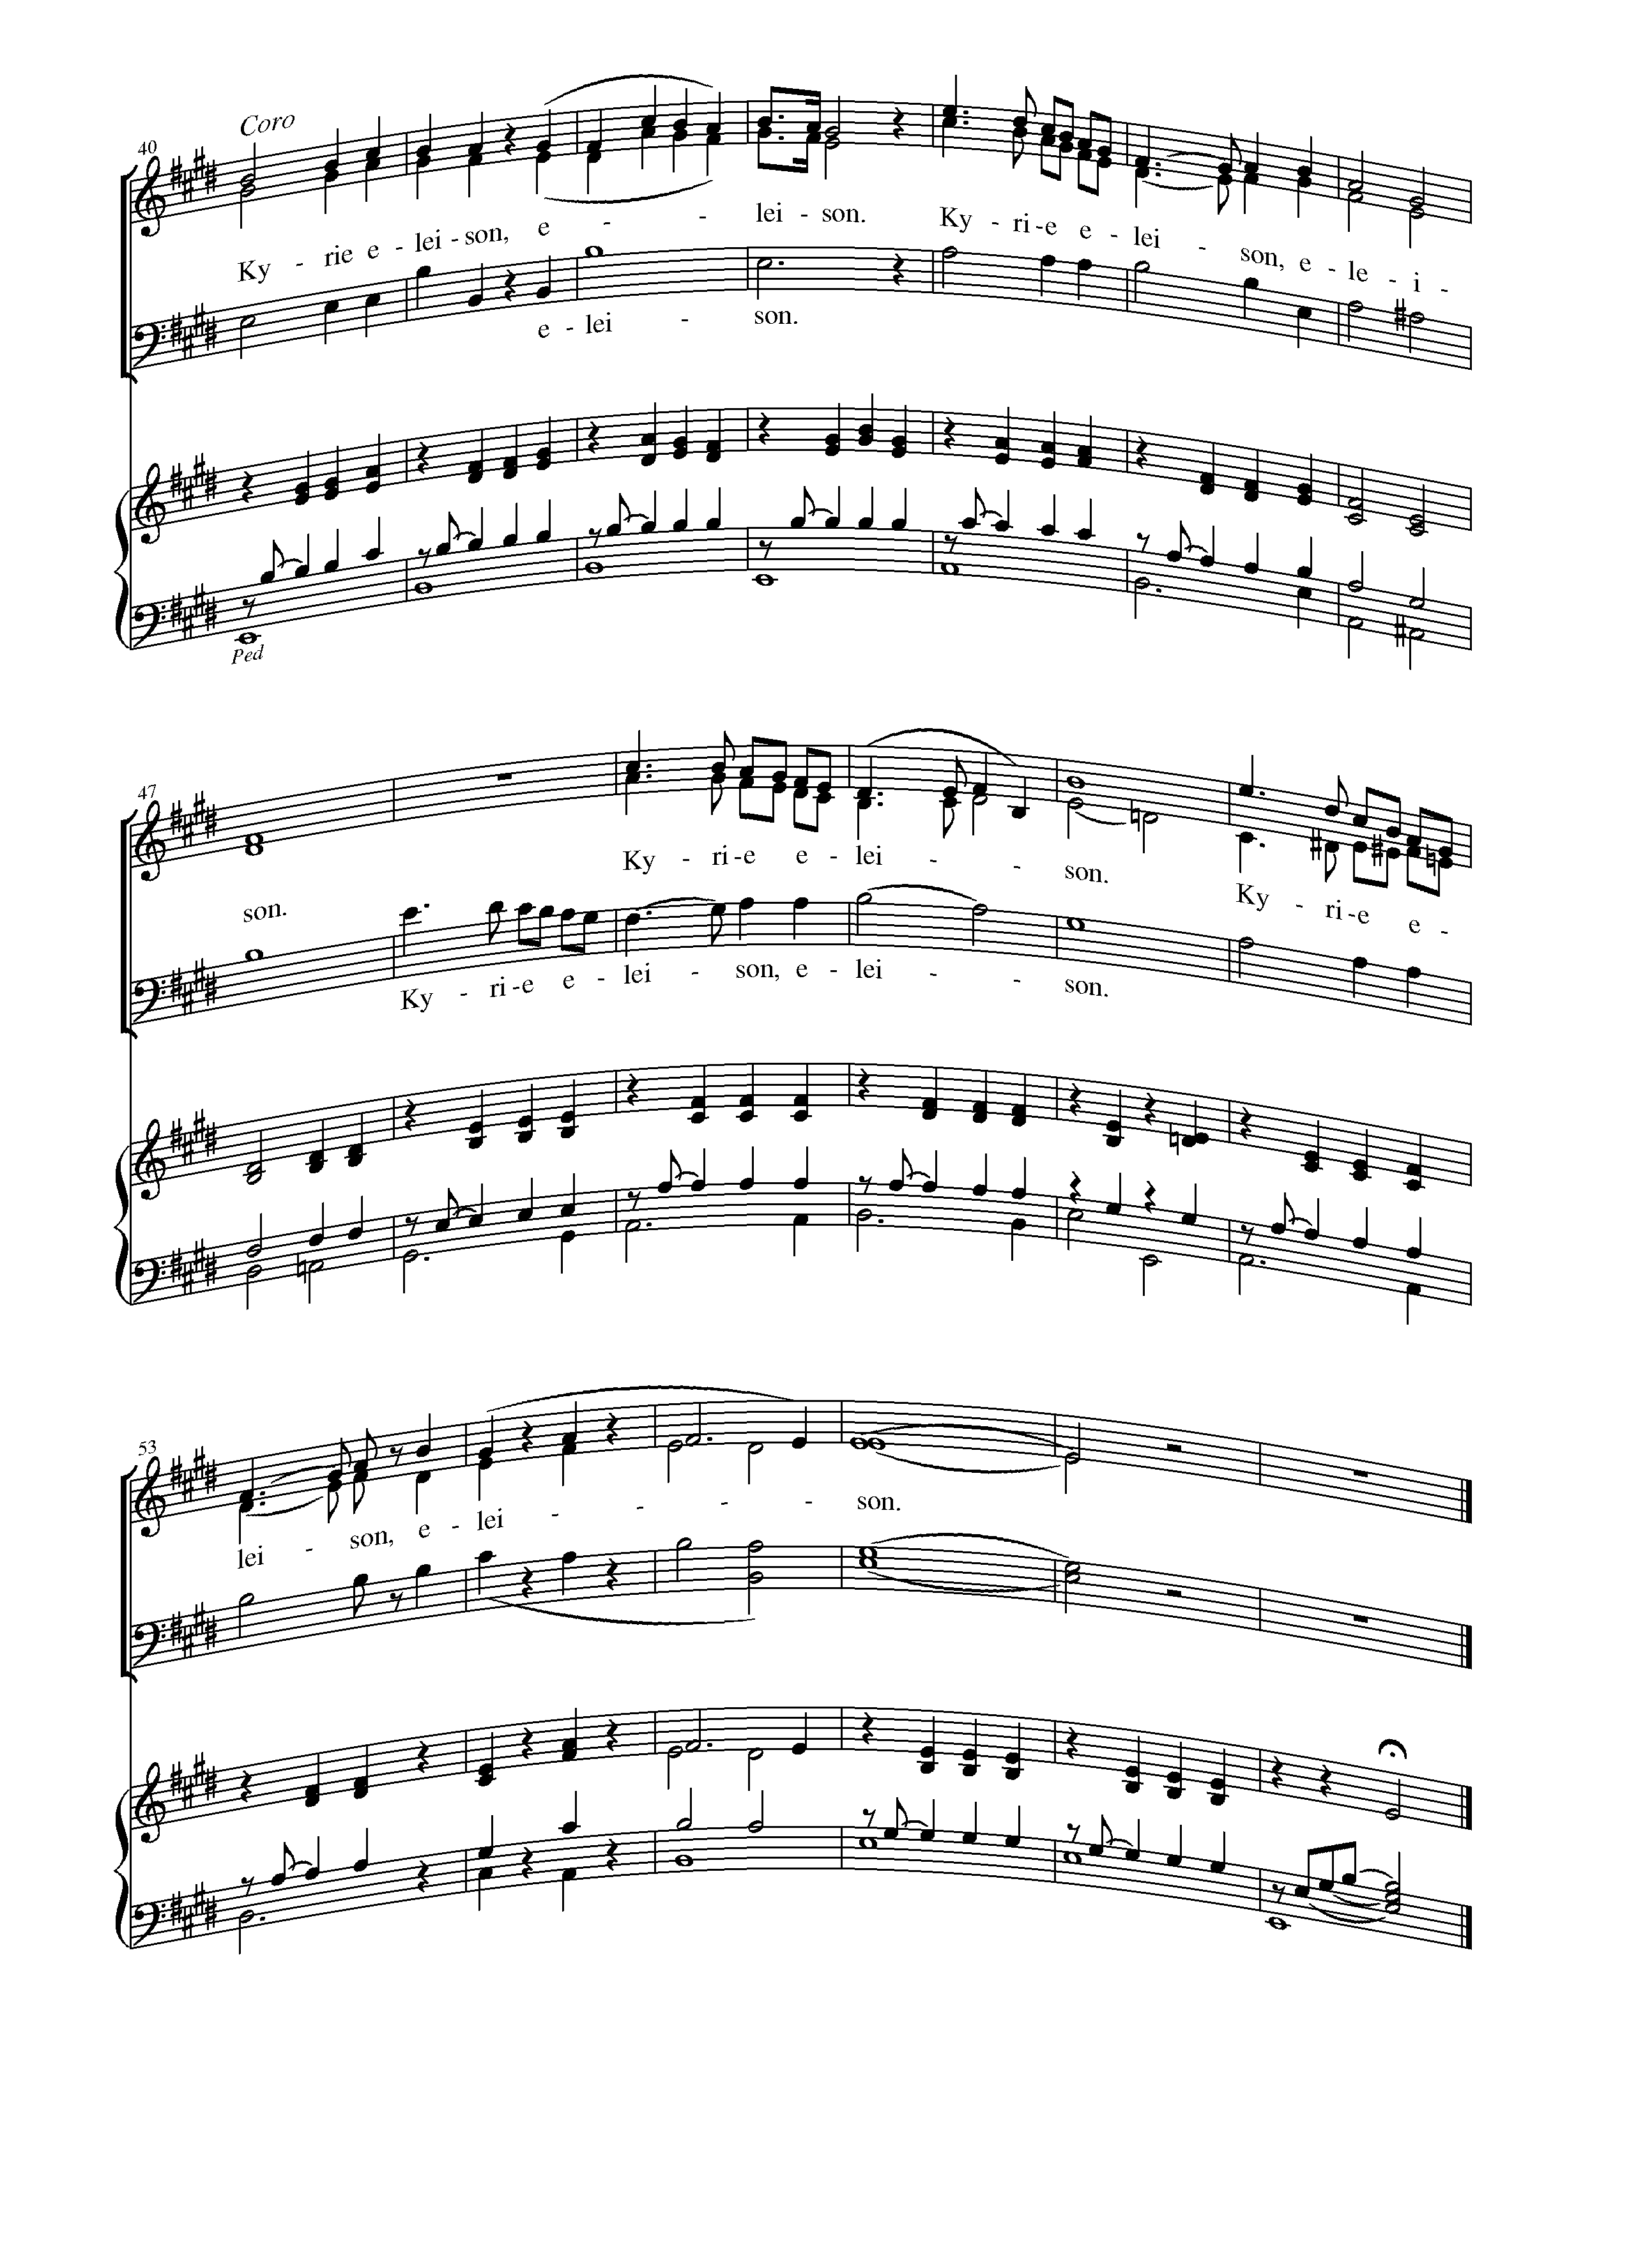 Coro
40
Ky - rie e - lei - son, e - - lei - son. Ky - ri -e e - lei - son, e - le - i -
e - lei - son.
Ped
47
son. Ky - ri -e e - lei - - son. Ky - ri -e e -
Ky - ri -e e - lei - son, e - lei - - son.
53
lei - son, e - lei - - - - son.